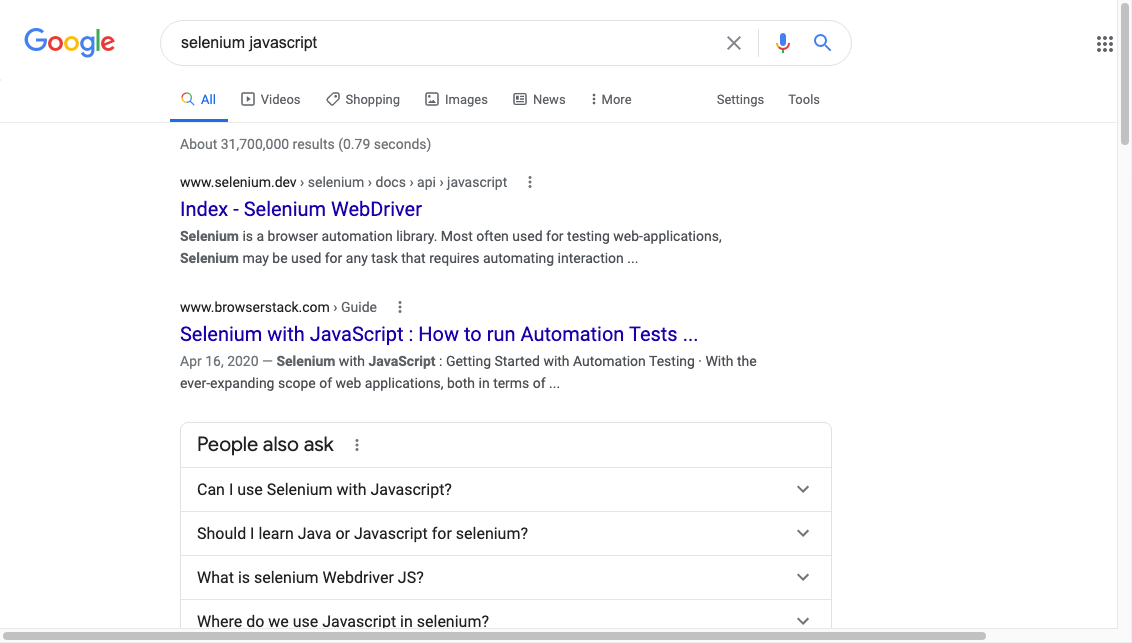 Google
selenium javascript
All
Videos
Shopping
Images
News
More
Settings
Tools
About 31,700,000 results (0.79 seconds)
www.selenium.dev › selenium › docs › api › javascript
Index - Selenium WebDriver
Selenium is a browser automation library. Most often used for testing web-applications,
Selenium may be used for any task that requires automating interaction ...
www.browserstack.com › Guide
Selenium with JavaScript : How to run Automation Tests ...
Apr 16, 2020 — Selenium with JavaScript : Getting Started with Automation Testing · With the
ever-expanding scope of web applications, both in terms of ...
People also ask
Can I use Selenium with Javascript?
Should I learn Java or Javascript for selenium?
What is selenium Webdriver JS?
Where do we use Javascript in selenium?